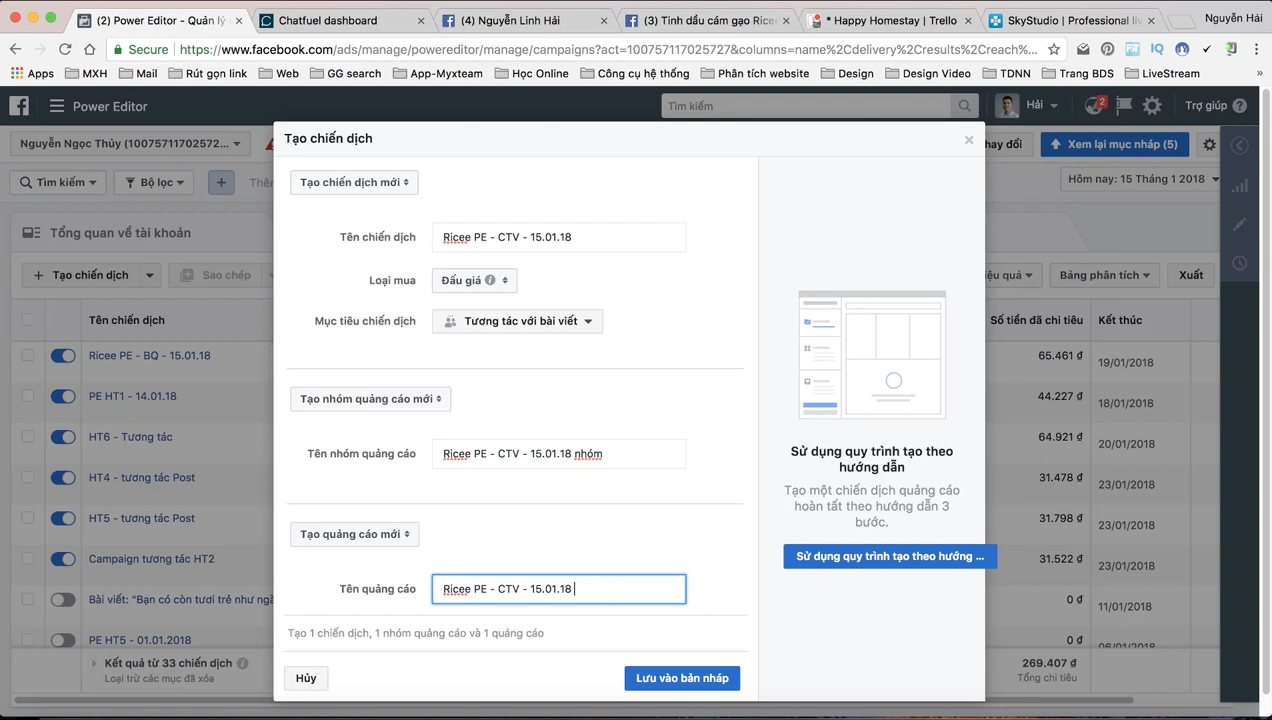 (2) Power Editor - Quản lý
Chatfuel dashboard
(4) Nguyễn Linh Hải
(3) Tinh dầu cám gạo Ricee
* Happy Homestay | Trello
SkyStudio | Professional liv
Nguyễn Hải
Secure
https://www.facebook.com/ads/manage/powereditor/manage/campaigns?act=100757117025727&columns=name%2Cdelivery%2Cresults%2Creach%...
Apps
MXH
Mail
Rút gọn link
Web
GG search
App-Myxteam
Học Online
Công cụ hệ thống
Phân tích website
Design
Design Video
TDNN
Trang BDS
LiveStream
»
Power Editor
Tìm kiếm
Hải
2
Trợ giúp
Nguyễn Ngọc Thủy (10075711702572...
hay đổi
Xem lại mục nháp (5)
Tìm kiếm
Bộ lọc
Thê
Hôm nay: 15 Tháng 1 2018
Tổng quan về tài khoản
Tạo chiến dịch
Sao chép
iệu quả
Bảng phân tích
Xuất
Tên chiến dịch
Số tiền đã chi tiêu
Kết thúc
Ricee PE - BQ - 15.01.18
65.461 ₫
19/01/2018
PE HT1 - 14.01.18
44.227 ₫
18/01/2018
HT6 - Tương tác
64.921 ₫
20/01/2018
HT4 - tương tác Post
31.478 ₫
23/01/2018
HT5 - tương tác Post
31.798 ₫
23/01/2018
Campaign tương tác HT2
31.522 ₫
23/01/2018
Bài viết: "Bạn có còn tươi trẻ như ngà
0 ₫
11/01/2018
PE HT5 - 01.01.2018
0 ₫
06/01/2018
Kết quả từ 33 chiến dịch
Loại trừ các mục đã xóa
269.407 ₫
Tổng chi tiêu
Tạo chiến dịch
Tạo chiến dịch mới
Tên chiến dịch
Ricee PE - CTV - 15.01.18
Loại mua
Đấu giá
Mục tiêu chiến dịch
Tương tác với bài viết
Tạo nhóm quảng cáo mới
Tên nhóm quảng cáo
Ricee PE - CTV - 15.01.18 nhóm
Tạo quảng cáo mới
Tên quảng cáo
Ricee PE - CTV - 15.01.18
Tạo 1 chiến dịch, 1 nhóm quảng cáo và 1 quảng cáo
Hủy
Lưu vào bản nháp
Sử dụng quy trình tạo theo
hướng dẫn
Tạo một chiến dịch quảng cáo
hoàn tất theo hướng dẫn 3
bước.
Sử dụng quy trình tạo theo hướng ...